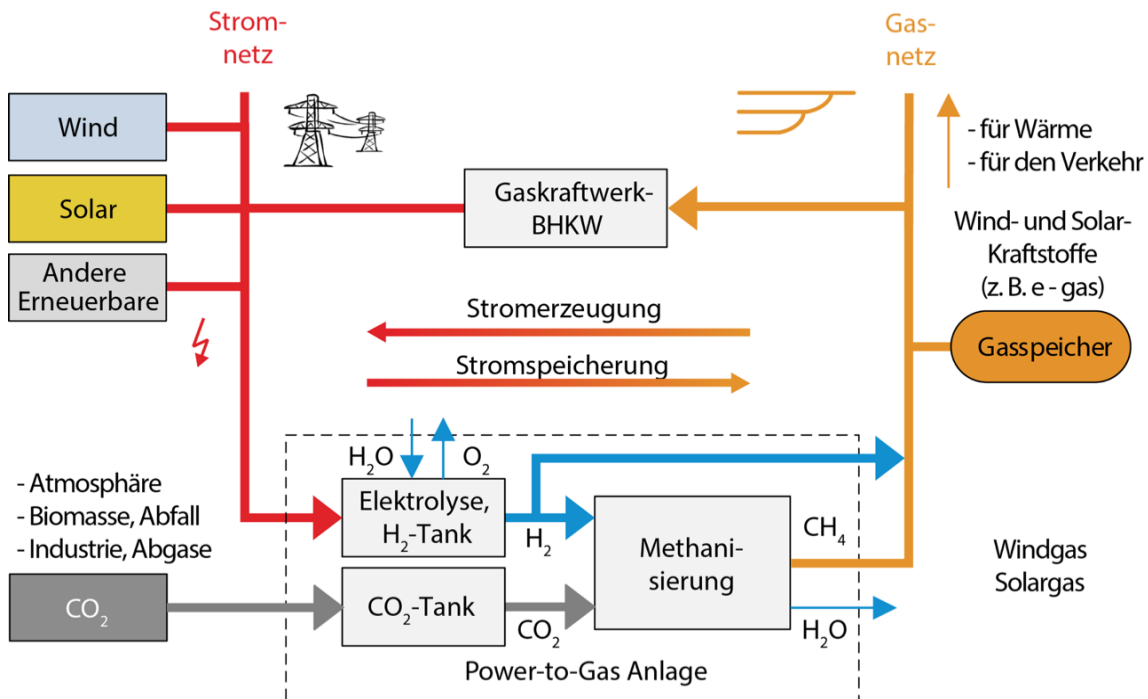 Strom-
netz
Gas-
netz
Wind
- für Wärme
- für den Verkehr
Solar
Gaskraftwerk-
BHKW
Wind- und Solar-
Kraftstoffe
(z. B. e - gas)
Andere
Erneuerbare
Stromerzeugung
Gasspeicher
Stromspeicherung
H₂O
O₂
- Atmosphäre
- Biomasse, Abfall
- Industrie, Abgase
Elektrolyse,
H₂-Tank
H₂
Methani-
sierung
CH₄
Windgas
Solargas
CO₂
CO₂-Tank
CO₂
H₂O
Power-to-Gas Anlage